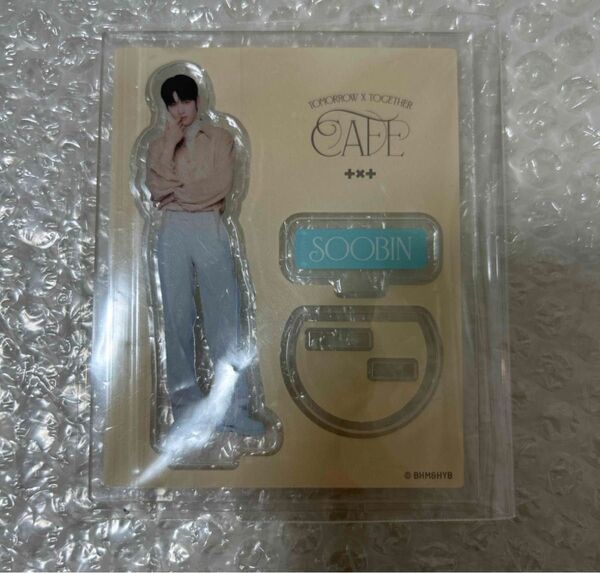 TOMORROW X TOGETHER
CAFE
+×+
SOOBIN
© BHM&HYB